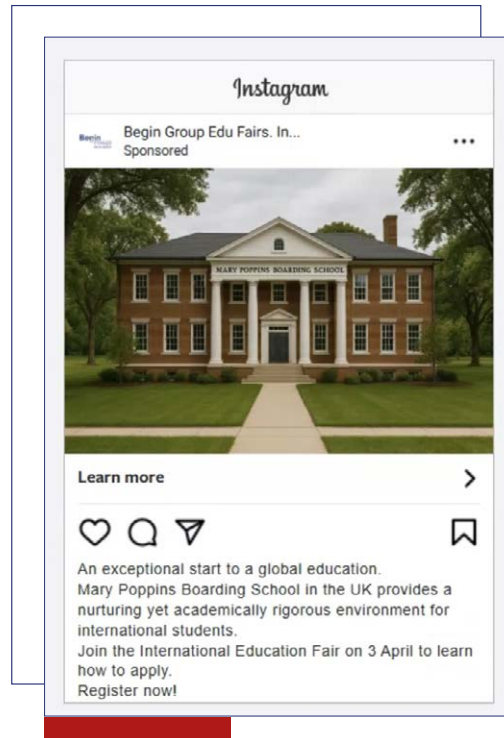 Instagram
Begin
Begin Group Edu Fairs. In...
Sponsored
MARY POPPINS BOARDING SCHOOL
Learn more
An exceptional start to a global education.
Mary Poppins Boarding School in the UK provides a
nurturing yet academically rigorous environment for
international students.
Join the International Education Fair on 3 April to learn
how to apply.
Register now!